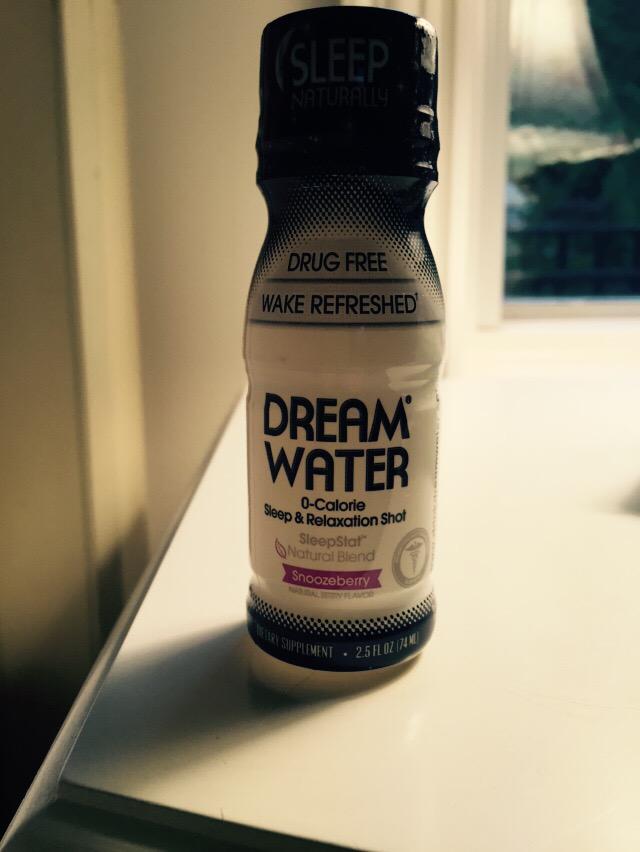 SLEEP
NATURALLY
DRUG FREE
WAKE REFRESHED†
DREAM®
WATER
0-Calorie
Sleep & Relaxation Shot
SleepStat™
Natural Blend
Snoozeberry
NATURAL BERRY FLAVOR
DIETARY SUPPLEMENT • 2.5 FL OZ (74 ML)